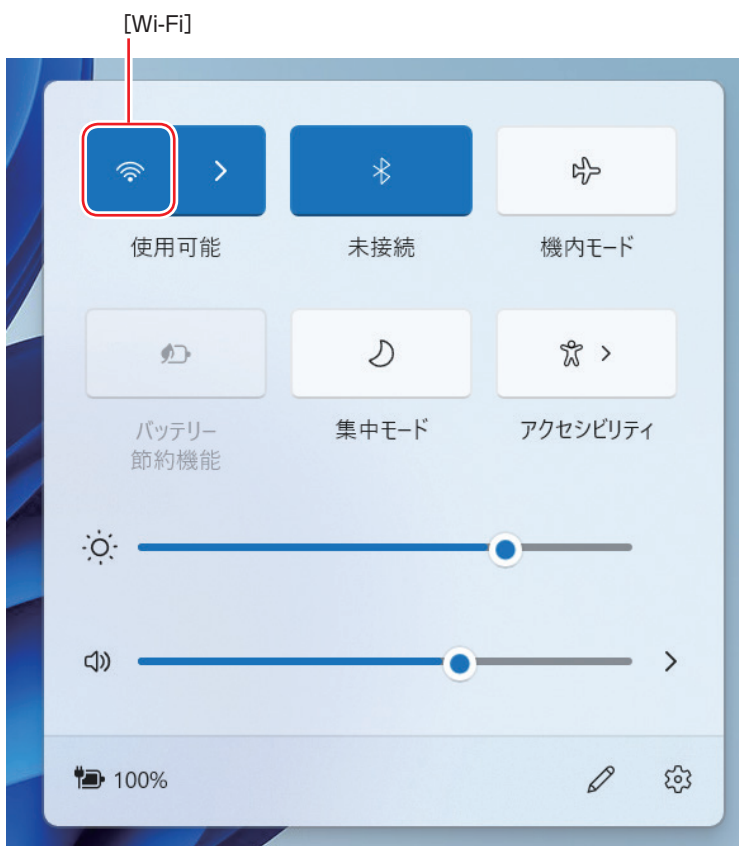 [Wi-Fi]
使用可能
未接続
機内モード
バッテリー
節約機能
集中モード
アクセシビリティ
100%